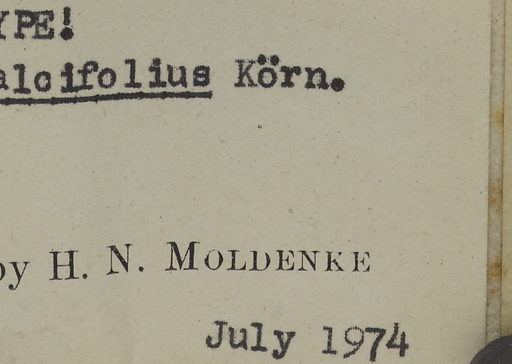 YPE!
alcifolius Körn.
by H. N. MOLDENKE
July 1974